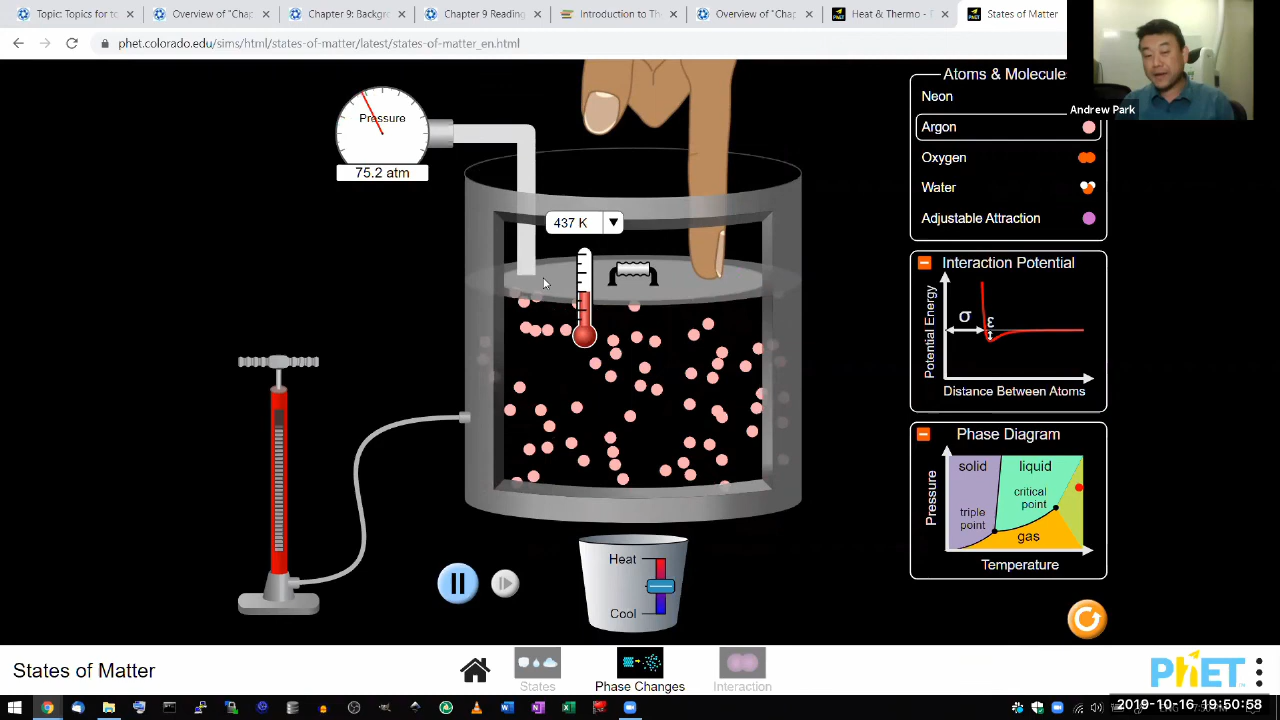 Topic Topics for te
Overview of "Chap
Chapter 9: Backgr
Chapter 9 Reading
Introduction to Th
Overview of "Chap
Heat & Thermo - T
States of Matter
phet.colorado.edu/sims/html/states-of-matter/latest/states-of-matter_en.html
Andrew Park
Pressure
75.2 atm
437 K
Atoms & Molecule
Neon
Argon
Oxygen
Water
Adjustable Attraction
Interaction Potential
Potential Energy
σ
ε
Distance Between Atoms
Phase Diagram
Pressure
solid
liquid
critical
point
triple
point
gas
Temperature
Heat
Cool
States of Matter
States
Phase Changes
Interaction
PhET
2019-10-16 19:50:58